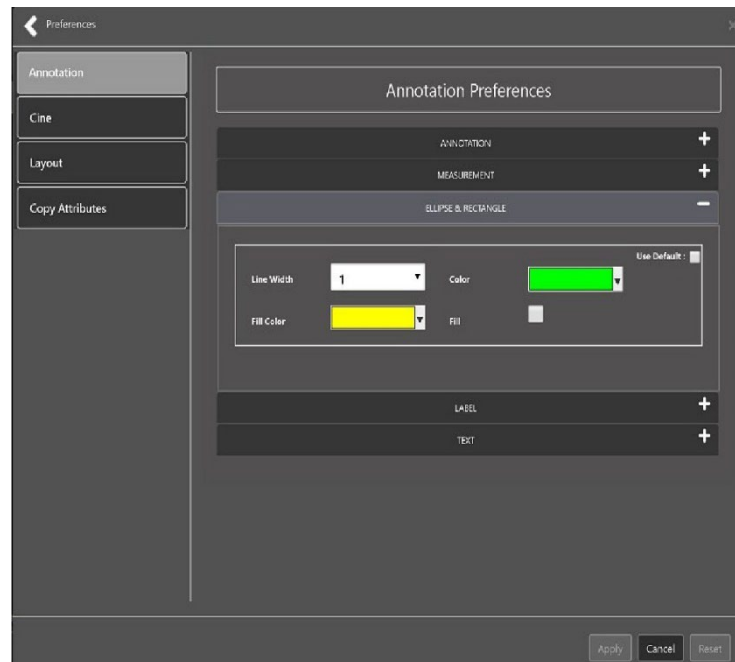 Preferences
Annotation
Cine
Layout
Copy Attributes
Annotation Preferences
ANNOTATION
MEASUREMENT
ELLIPSE & RECTANGLE
Use Default :
Line Width 1 Color
Fill Color Fill
LABEL
TEXT
Apply Cancel Reset